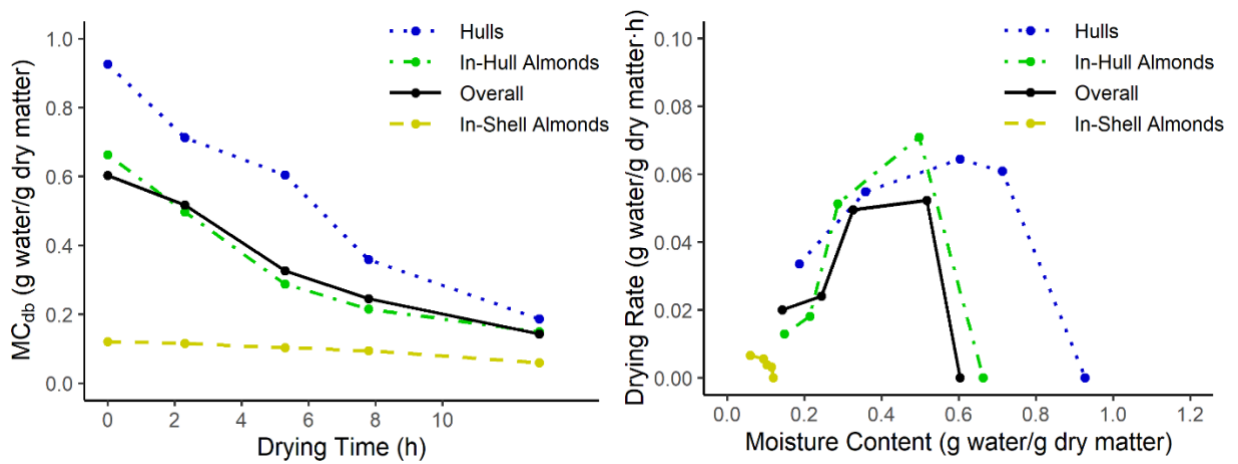 MC_db (g water/g dry matter)
1.0
0.8
0.6
0.4
0.2
0.0
Hulls
In-Hull Almonds
Overall
In-Shell Almonds
0 2 4 6 8 10
Drying Time (h)
Drying Rate (g water/g dry matter·h)
0.10
0.08
0.06
0.04
0.02
0.00
Hulls
In-Hull Almonds
Overall
In-Shell Almonds
0.0 0.2 0.4 0.6 0.8 1.0 1.2
Moisture Content (g water/g dry matter)